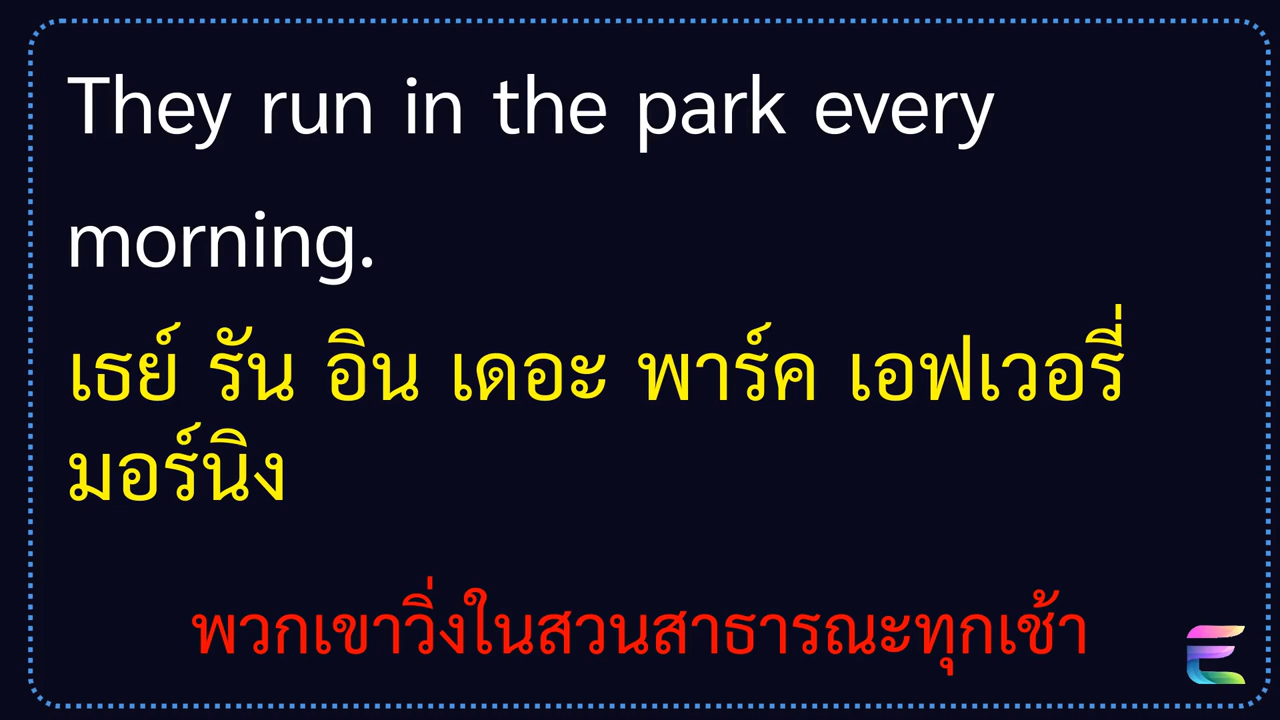 They run in the park every
morning.
เธย์ รัน อิน เดอะ พาร์ค เอฟเวอรี่
มอร์นิง
พวกเขาวิ่งในสวนสาธารณะทุกเช้า